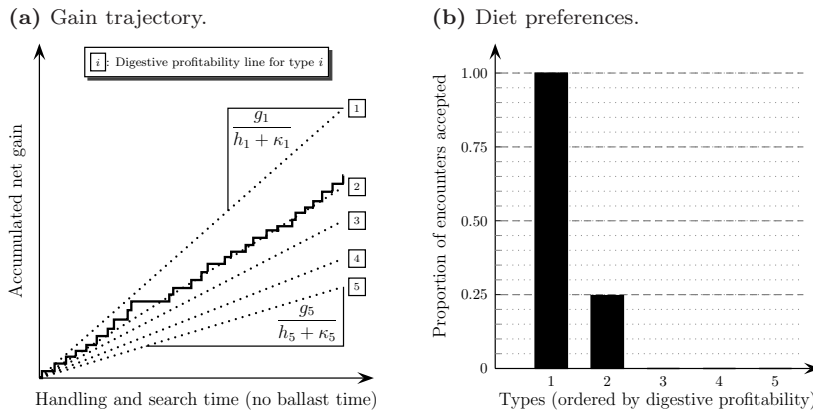 (a) Gain trajectory.
i : Digestive profitability line for type i
1
g1
h1 + κ1
2
3
4
5
g5
h5 + κ5
Accumulated net gain
Handling and search time (no ballast time)
(b) Diet preferences.
1.00
0.75
0.50
0.25
0
Proportion of encounters accepted
1 2 3 4 5
Types (ordered by digestive profitability)